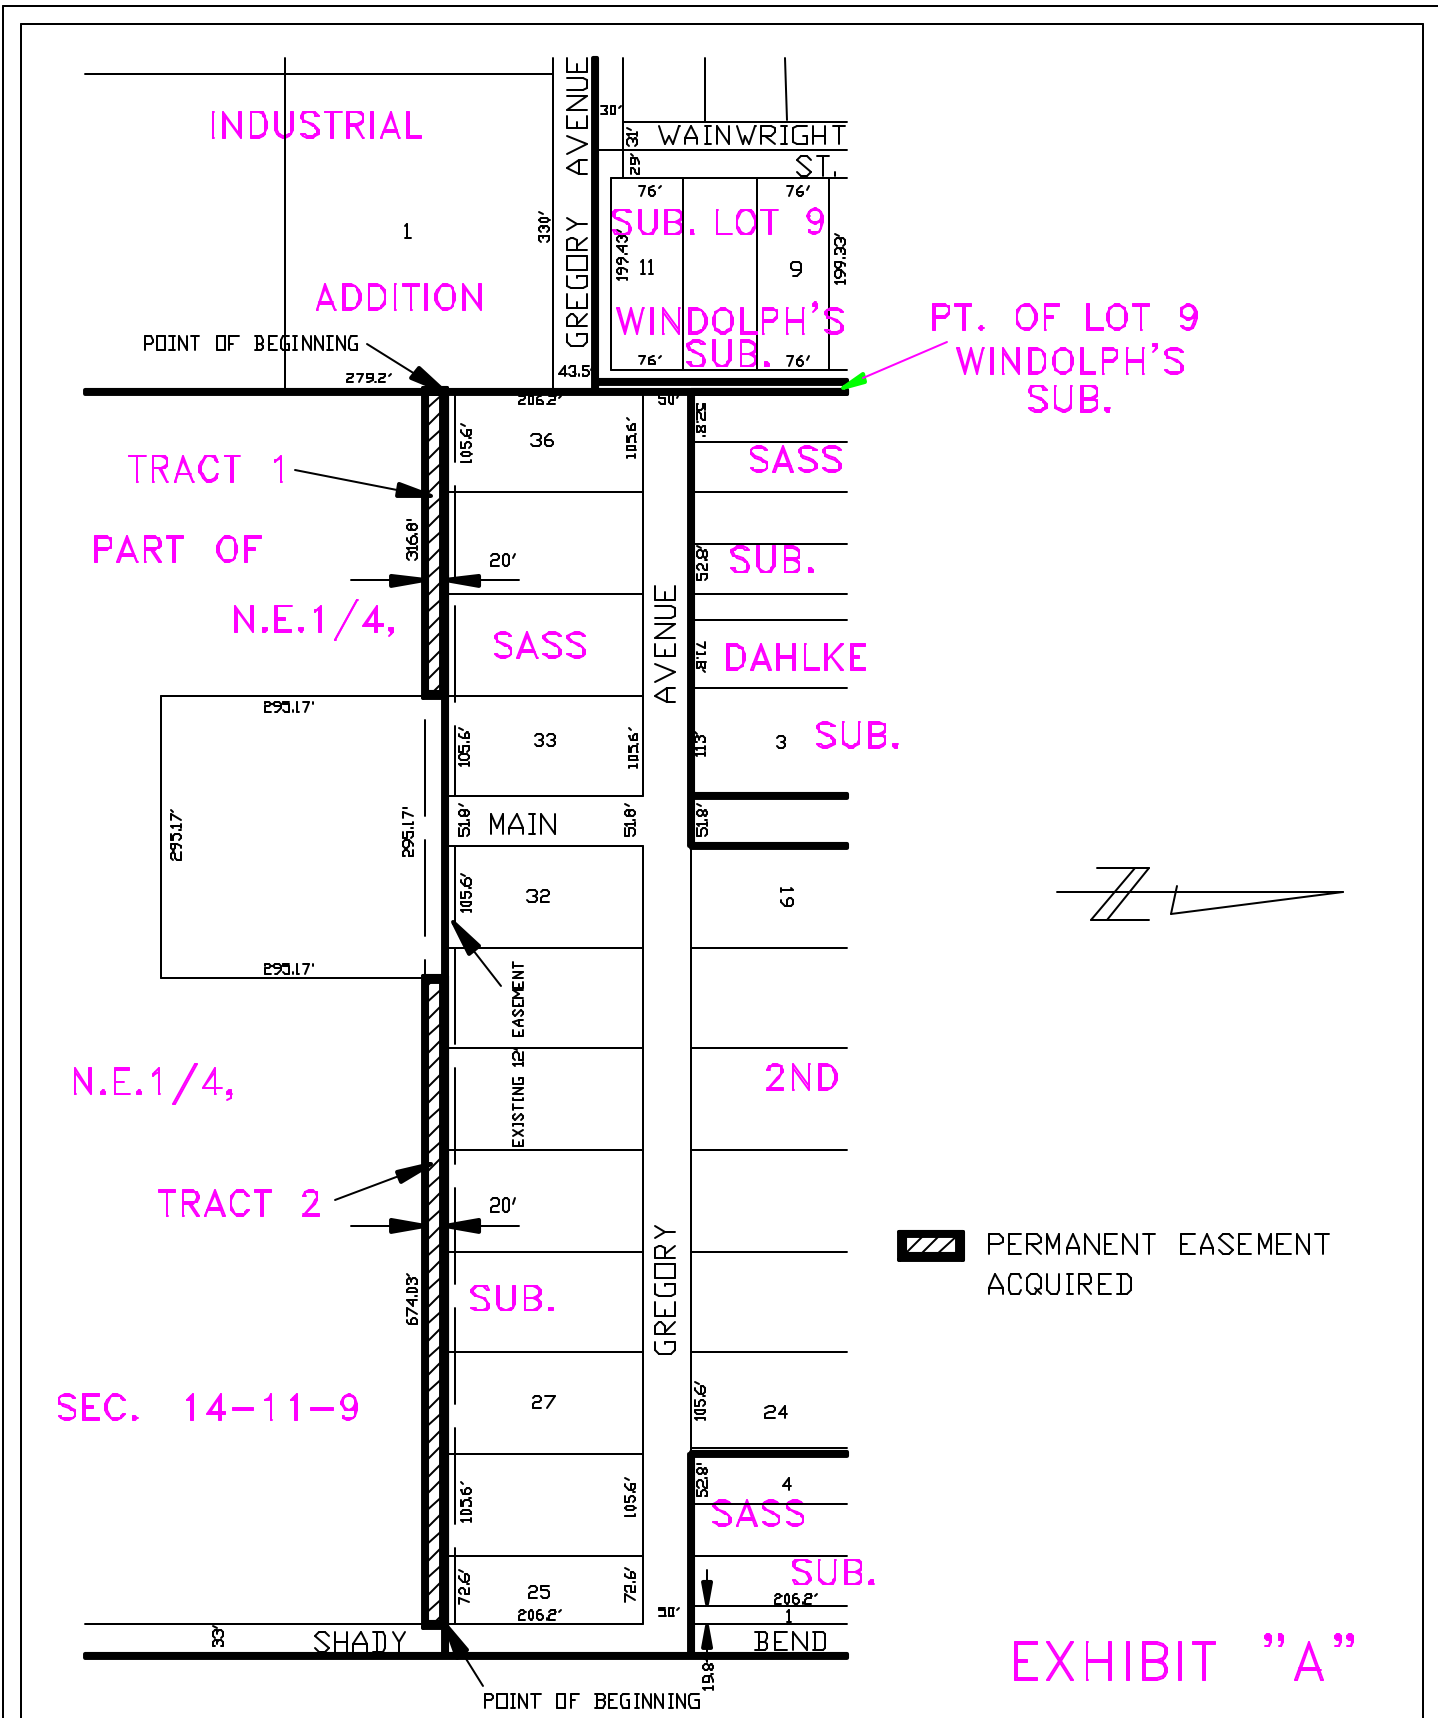 INDUSTRIAL
1
ADDITION
330'
GREGORY AVENUE
30'
31'
29'
WAINWRIGHT
ST.
76'
76'
SUB. LOT 9
199.43'
11
9
199.33'
WINDOLPH'S
SUB.
76'
76'
43.5'
PT. OF LOT 9
WINDOLPH'S
SUB.
POINT OF BEGINNING
279.2'
206.2'
50'
105.6'
36
105.6'
52.8'
SASS
TRACT 1
PART OF
316.8'
20'
52.8'
SUB.
N.E.1/4,
SASS
AVENUE
71.8'
DAHLKE
295.17'
105.6'
33
105.6'
113'
3
SUB.
295.17'
295.17'
51.8'
MAIN
51.8'
51.8'
105.6'
32
19
295.17'
EXISTING 12' EASEMENT
N.E.1/4,
2ND
TRACT 2
20'
GREGORY
PERMANENT EASEMENT
ACQUIRED
674.03'
SUB.
SEC. 14-11-9
27
105.6'
24
105.6'
105.6'
52.8'
4
SASS
SUB.
72.6'
25
72.6'
206.2'
50'
206.2'
1
33'
SHADY
BEND
19.8'
POINT OF BEGINNING
EXHIBIT "A"